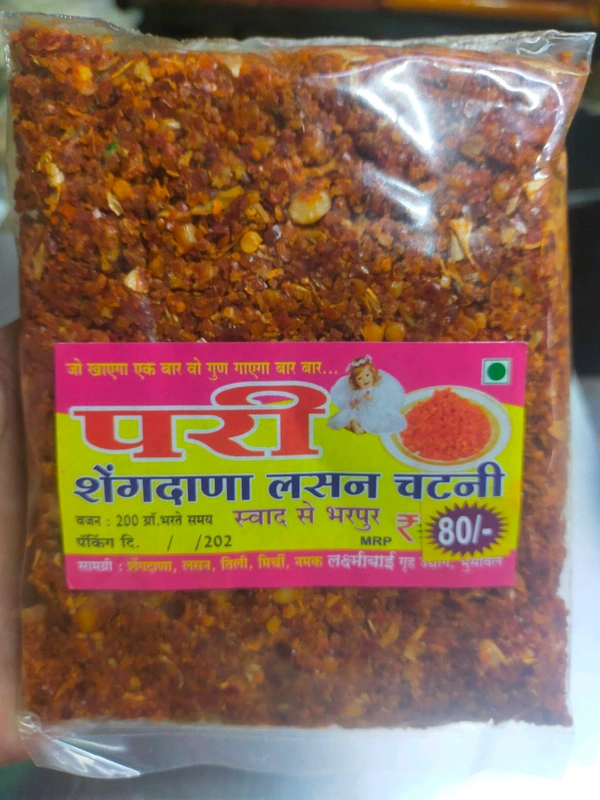 जो खाएगा एक बार वो गुण गाएगा बार बार...
परी
शेंगदाणा लसन चटनी
वजन : 200 ग्रॉ.भरते समय स्वाद से भरपुर
पॅकिंग दि. / /202 MRP ₹ 80/-
सामग्री : शेंगदाणा, लसन, तिली, मिर्ची, नमक लक्ष्मीबाई गृह उद्योग, भुसावल